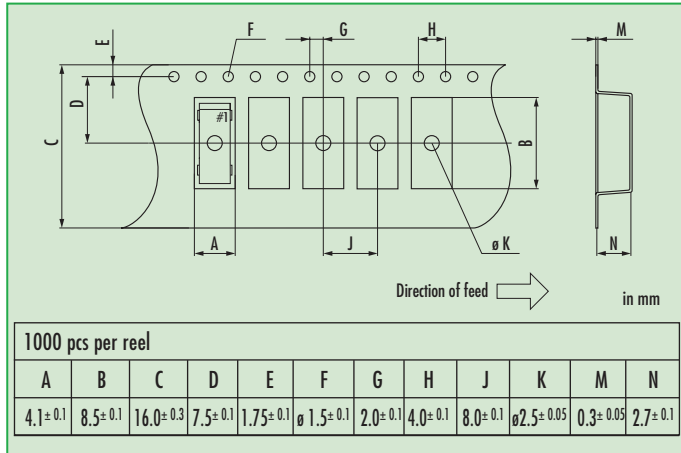 F G H M
E
D
C
#1
B
A J ø K N
Direction of feed
in mm
1000 pcs per reel
A B C D E F G H J K M N
4.1± 0.1 8.5± 0.1 16.0± 0.3 7.5± 0.1 1.75± 0.1 ø 1.5± 0.1 2.0± 0.1 4.0± 0.1 8.0± 0.1 ø2.5± 0.05 0.3± 0.05 2.7± 0.1